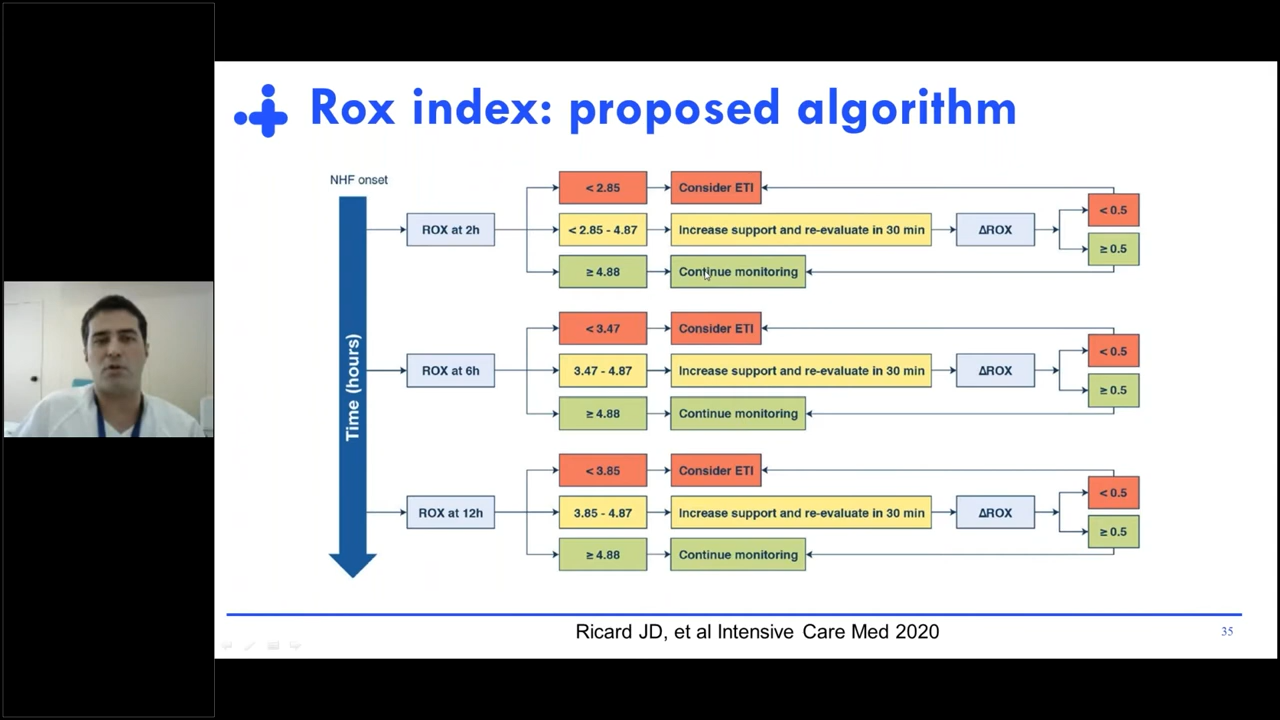 Rox index: proposed algorithm
NHF onset
Time (hours)
ROX at 2h
< 2.85
Consider ETI
< 2.85 - 4.87
Increase support and re-evaluate in 30 min
ΔROX
< 0.5
≥ 0.5
≥ 4.88
Continue monitoring
ROX at 6h
< 3.47
Consider ETI
3.47 - 4.87
Increase support and re-evaluate in 30 min
ΔROX
< 0.5
≥ 0.5
≥ 4.88
Continue monitoring
ROX at 12h
< 3.85
Consider ETI
3.85 - 4.87
Increase support and re-evaluate in 30 min
ΔROX
< 0.5
≥ 0.5
≥ 4.88
Continue monitoring
Ricard JD, et al Intensive Care Med 2020
35